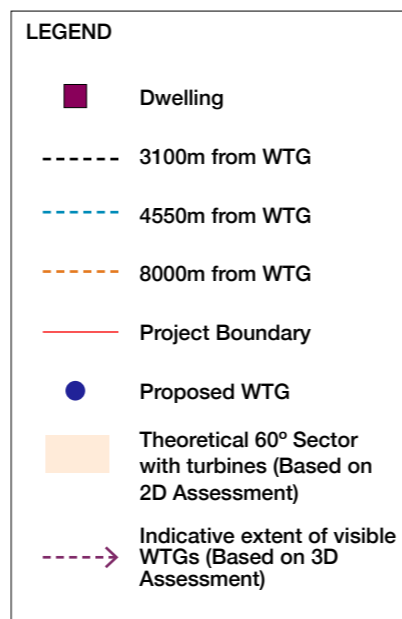 LEGEND
Dwelling
3100m from WTG
4550m from WTG
8000m from WTG
Project Boundary
Proposed WTG
Theoretical 60º Sector
with turbines (Based on
2D Assessment)
Indicative extent of visible
WTGs (Based on 3D
Assessment)